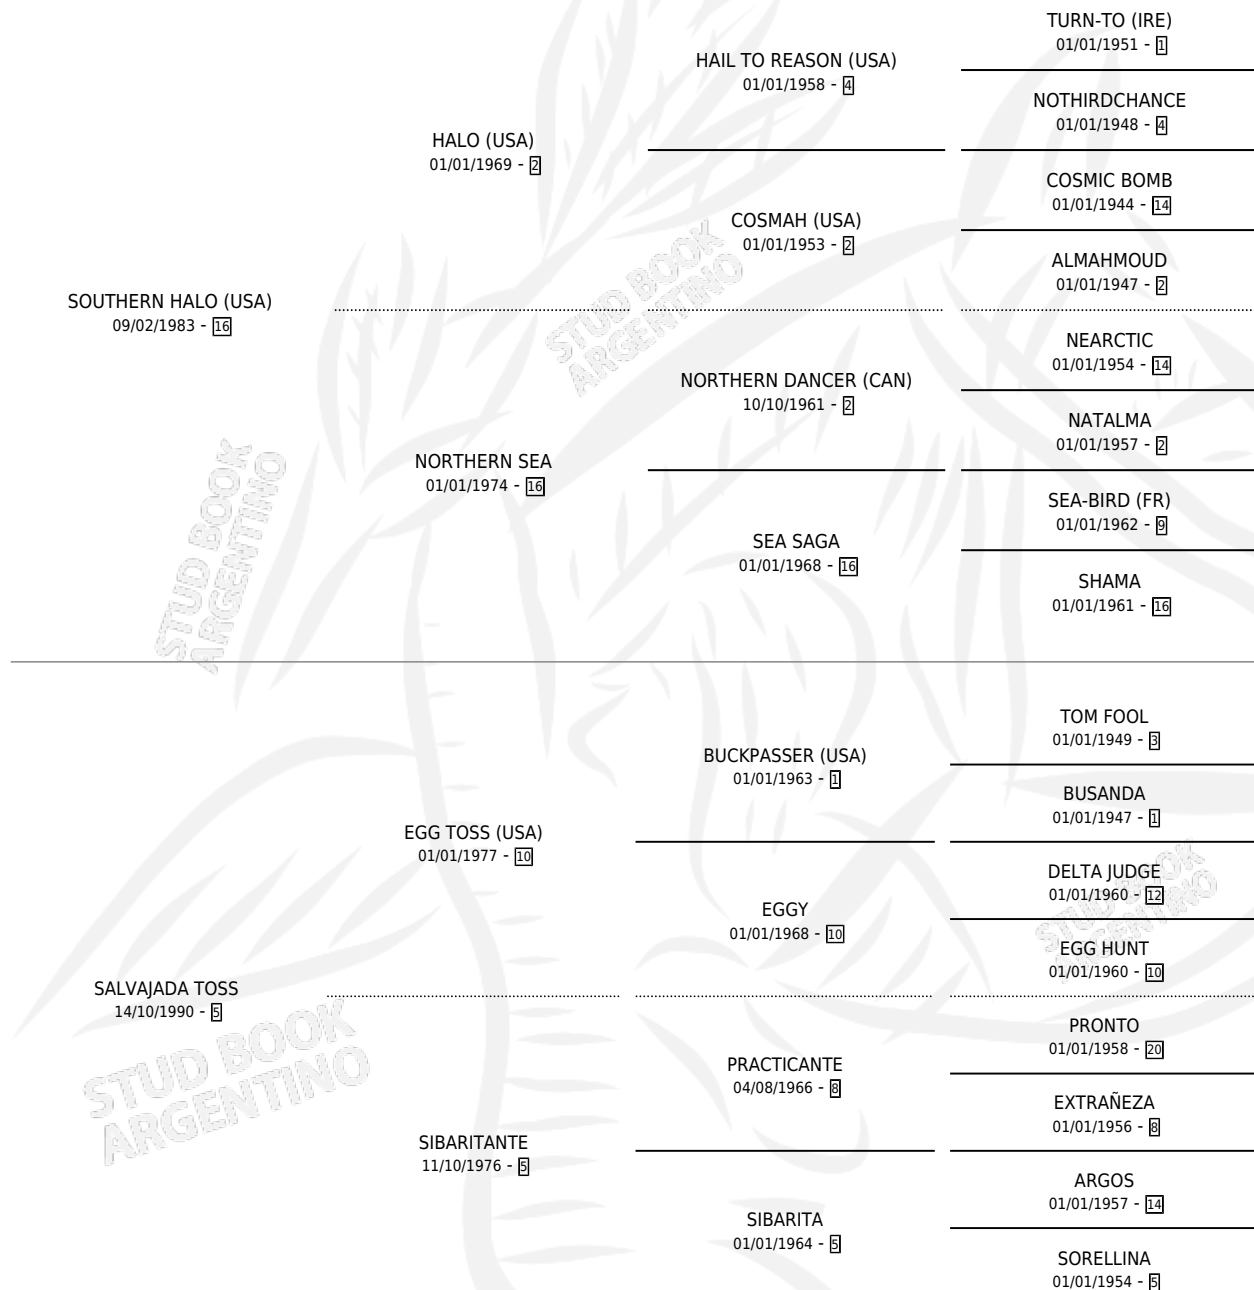 TURN-TO (IRE)
01/01/1951 - 1
HAIL TO REASON (USA)
01/01/1958 - 4
NOTHIRDCHANCE
01/01/1948 - 4
HALO (USA)
01/01/1969 - 2
COSMIC BOMB
01/01/1944 - 14
COSMAH (USA)
01/01/1953 - 2
ALMAHMOUD
01/01/1947 - 2
SOUTHERN HALO (USA)
09/02/1983 - 16
NEARCTIC
01/01/1954 - 14
NORTHERN DANCER (CAN)
10/10/1961 - 2
NATALMA
01/01/1957 - 2
NORTHERN SEA
01/01/1974 - 16
SEA-BIRD (FR)
01/01/1962 - 9
SEA SAGA
01/01/1968 - 16
SHAMA
01/01/1961 - 16
TOM FOOL
01/01/1949 - 3
BUCKPASSER (USA)
01/01/1963 - 1
BUSANDA
01/01/1947 - 1
EGG TOSS (USA)
01/01/1977 - 10
DELTA JUDGE
01/01/1960 - 12
EGGY
01/01/1968 - 10
EGG HUNT
01/01/1960 - 10
SALVAJADA TOSS
14/10/1990 - 5
PRONTO
01/01/1958 - 20
PRACTICANTE
04/08/1966 - 8
EXTRAÑEZA
01/01/1956 - 8
SIBARITANTE
11/10/1976 - 5
ARGOS
01/01/1957 - 14
SIBARITA
01/01/1964 - 5
SORELLINA
01/01/1954 - 5
STUD BOOK
ARGENTINO
STUD BOOK
ARGENTINO
STUD BOOK
ARGENTINO
STUD BOOK
ARGENTINO